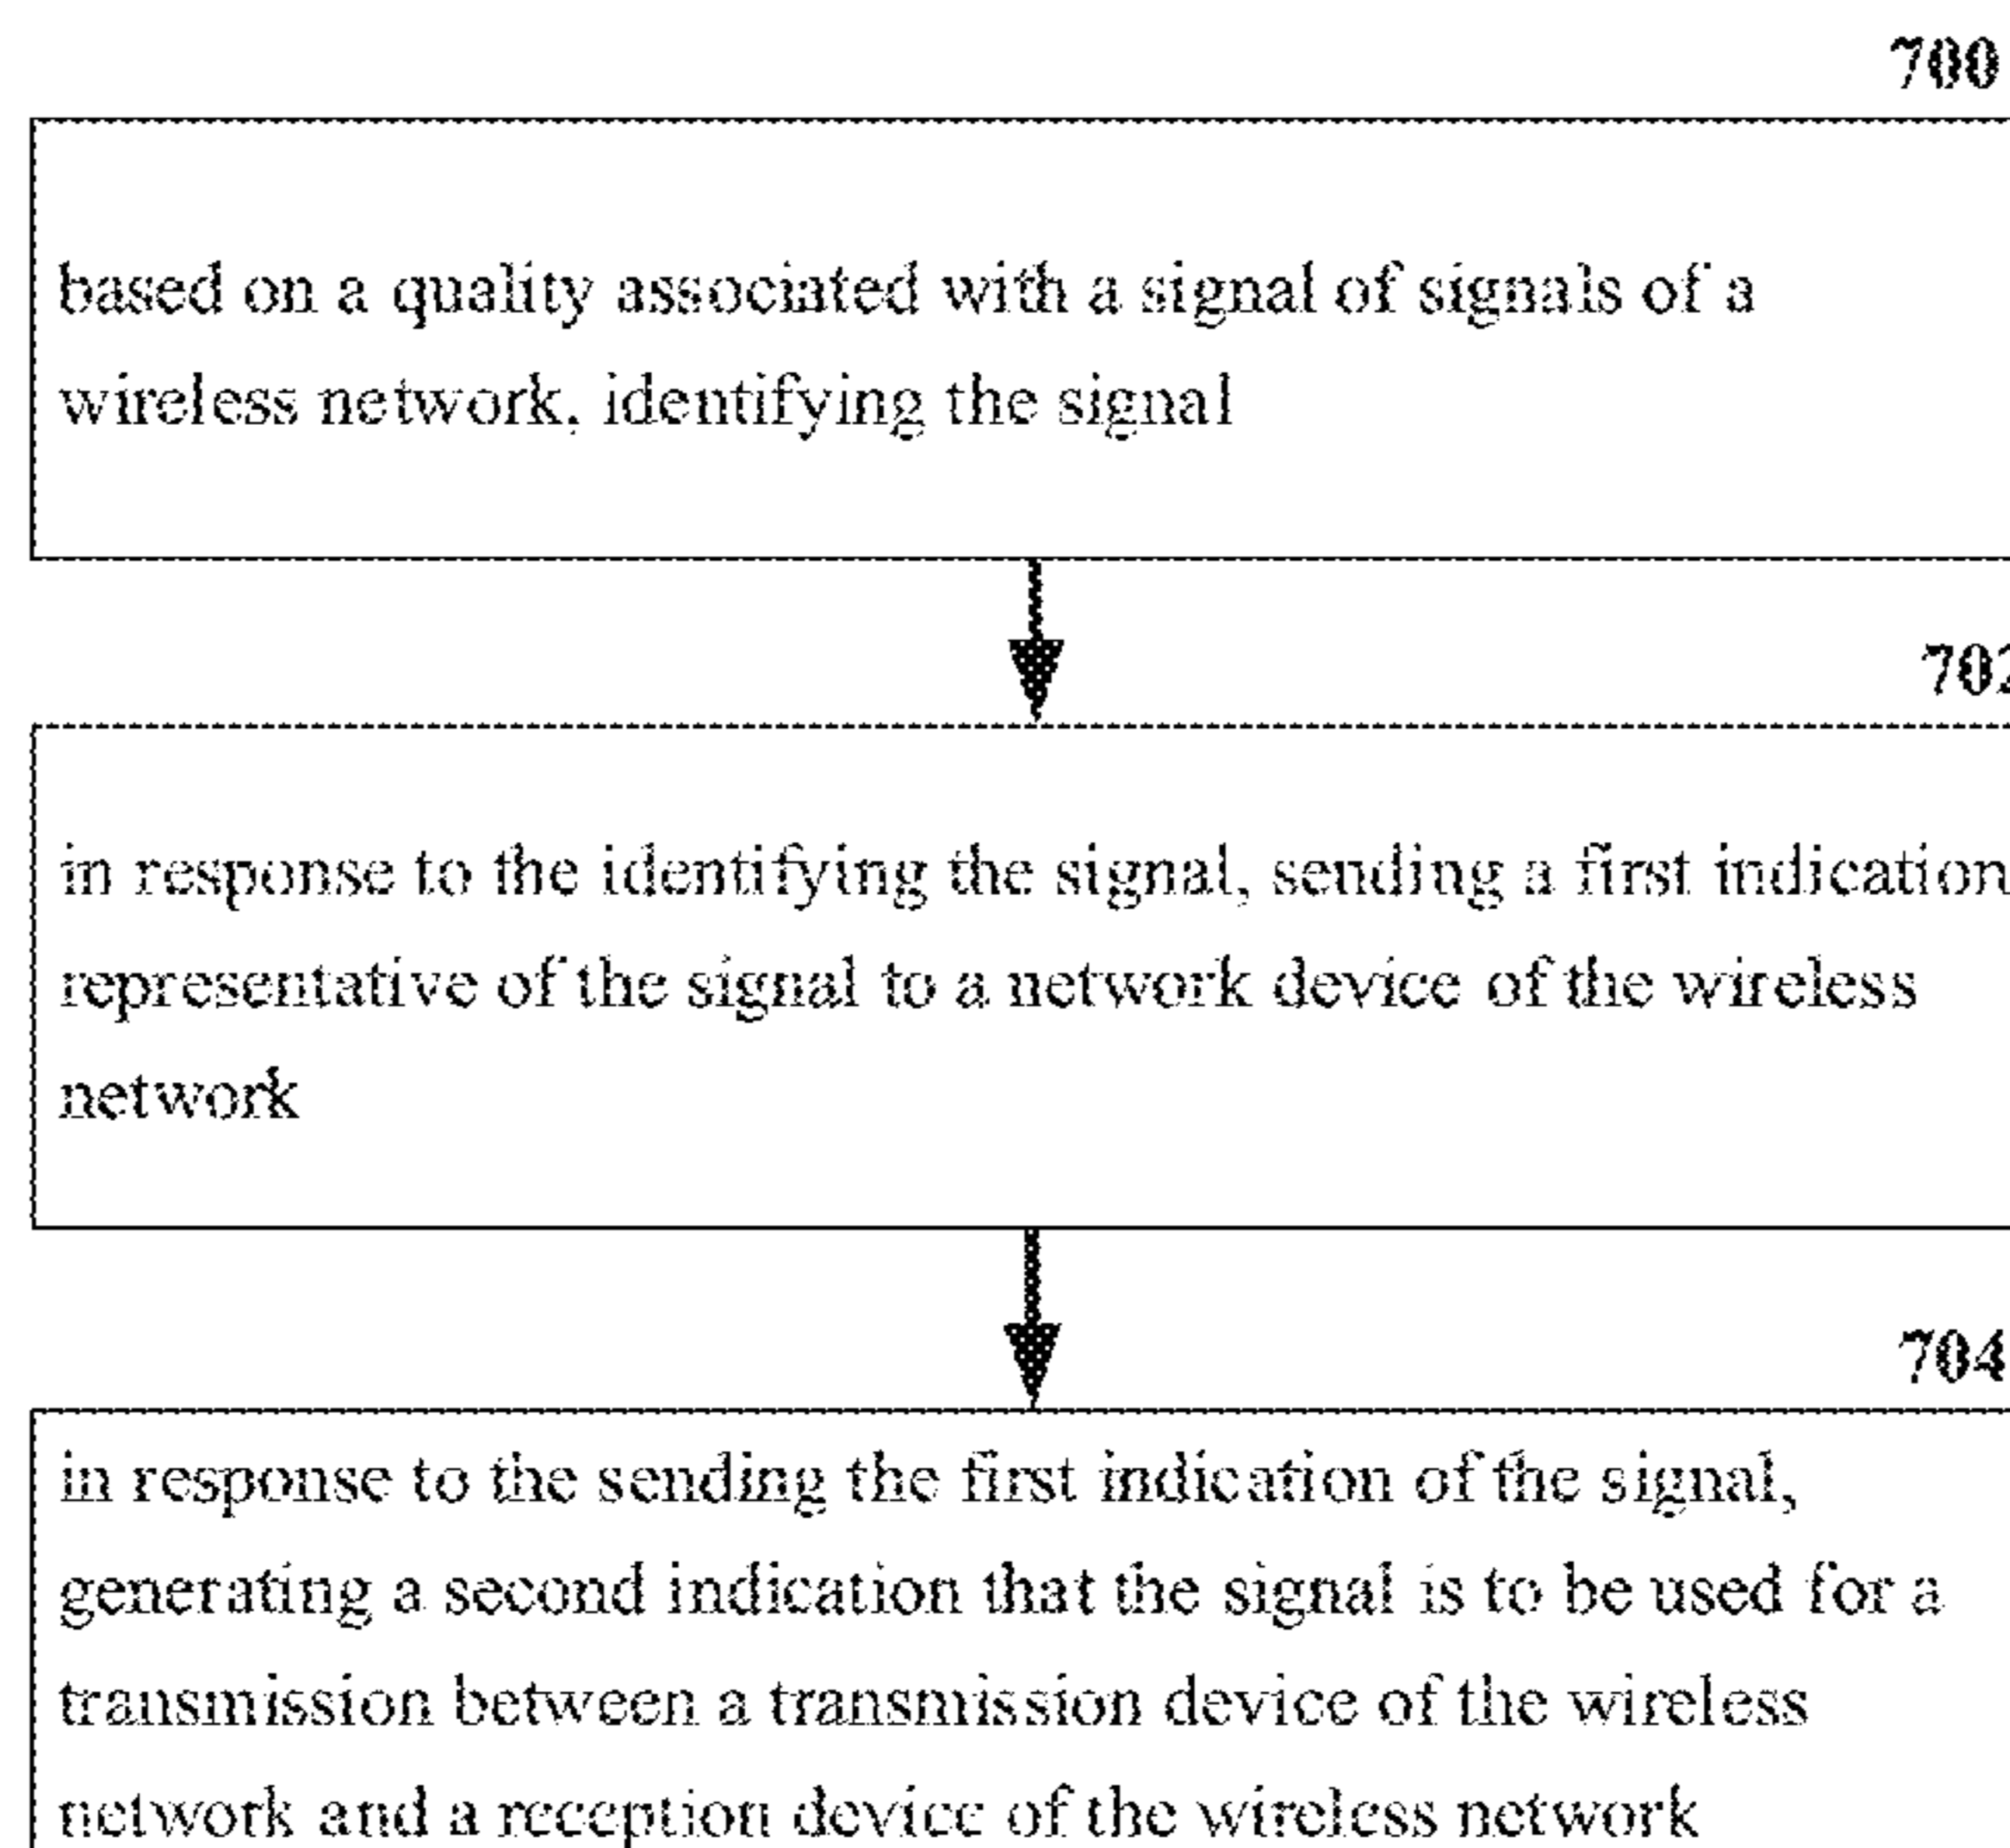 700
based on a quality associated with a signal of signals of a
wireless network, identifying the signal
702
in response to the identifying the signal, sending a first indication
representative of the signal to a network device of the wireless
network
704
in response to the sending the first indication of the signal,
generating a second indication that the signal is to be used for a
transmission between a transmission device of the wireless
network and a reception device of the wireless network